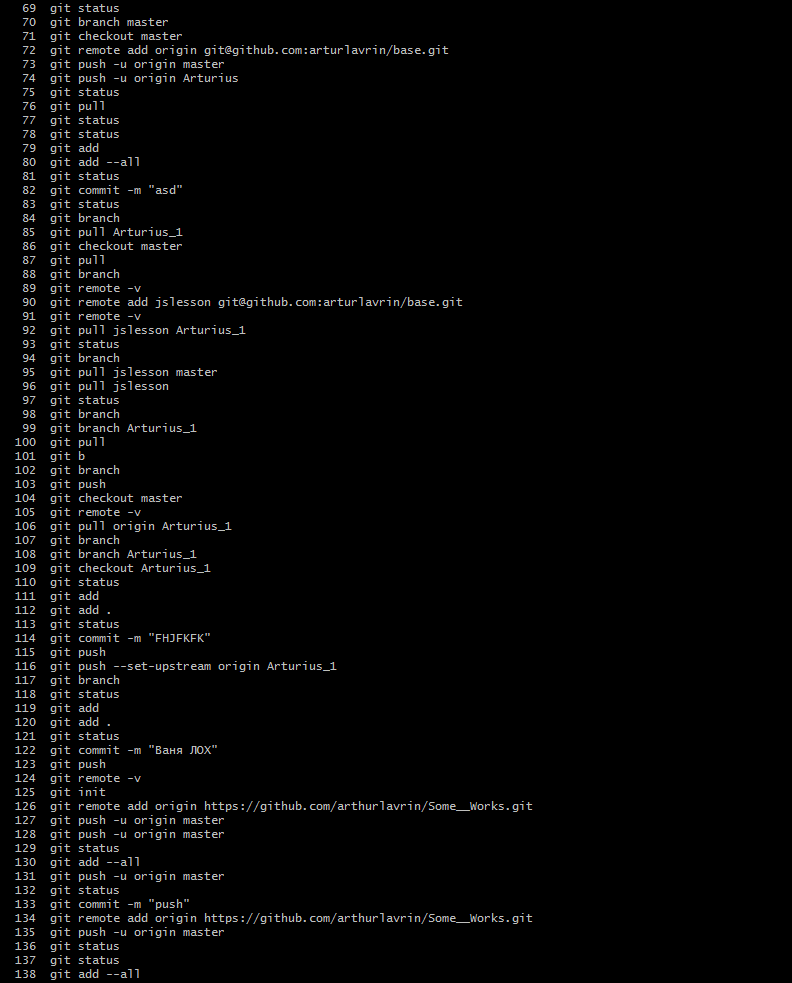 69 git status
70 git branch master
71 git checkout master
72 git remote add origin git@github.com:arturlavrin/base.git
73 git push -u origin master
74 git push -u origin Arturius
75 git status
76 git pull
77 git status
78 git status
79 git add
80 git add --all
81 git status
82 git commit -m "asd"
83 git status
84 git branch
85 git pull Arturius_1
86 git checkout master
87 git pull
88 git branch
89 git remote -v
90 git remote add jslesson git@github.com:arturlavrin/base.git
91 git remote -v
92 git pull jslesson Arturius_1
93 git status
94 git branch
95 git pull jslesson master
96 git pull jslesson
97 git status
98 git branch
99 git branch Arturius_1
100 git pull
101 git b
102 git branch
103 git push
104 git checkout master
105 git remote -v
106 git pull origin Arturius_1
107 git branch
108 git branch Arturius_1
109 git checkout Arturius_1
110 git status
111 git add
112 git add .
113 git status
114 git commit -m "FHJFKFK"
115 git push
116 git push --set-upstream origin Arturius_1
117 git branch
118 git status
119 git add
120 git add .
121 git status
122 git commit -m "Ваня ЛОХ"
123 git push
124 git remote -v
125 git init
126 git remote add origin https://github.com/arthurlavrin/Some__Works.git
127 git push -u origin master
128 git push -u origin master
129 git status
130 git add --all
131 git push -u origin master
132 git status
133 git commit -m "push"
134 git remote add origin https://github.com/arthurlavrin/Some__Works.git
135 git push -u origin master
136 git status
137 git status
138 git add --all